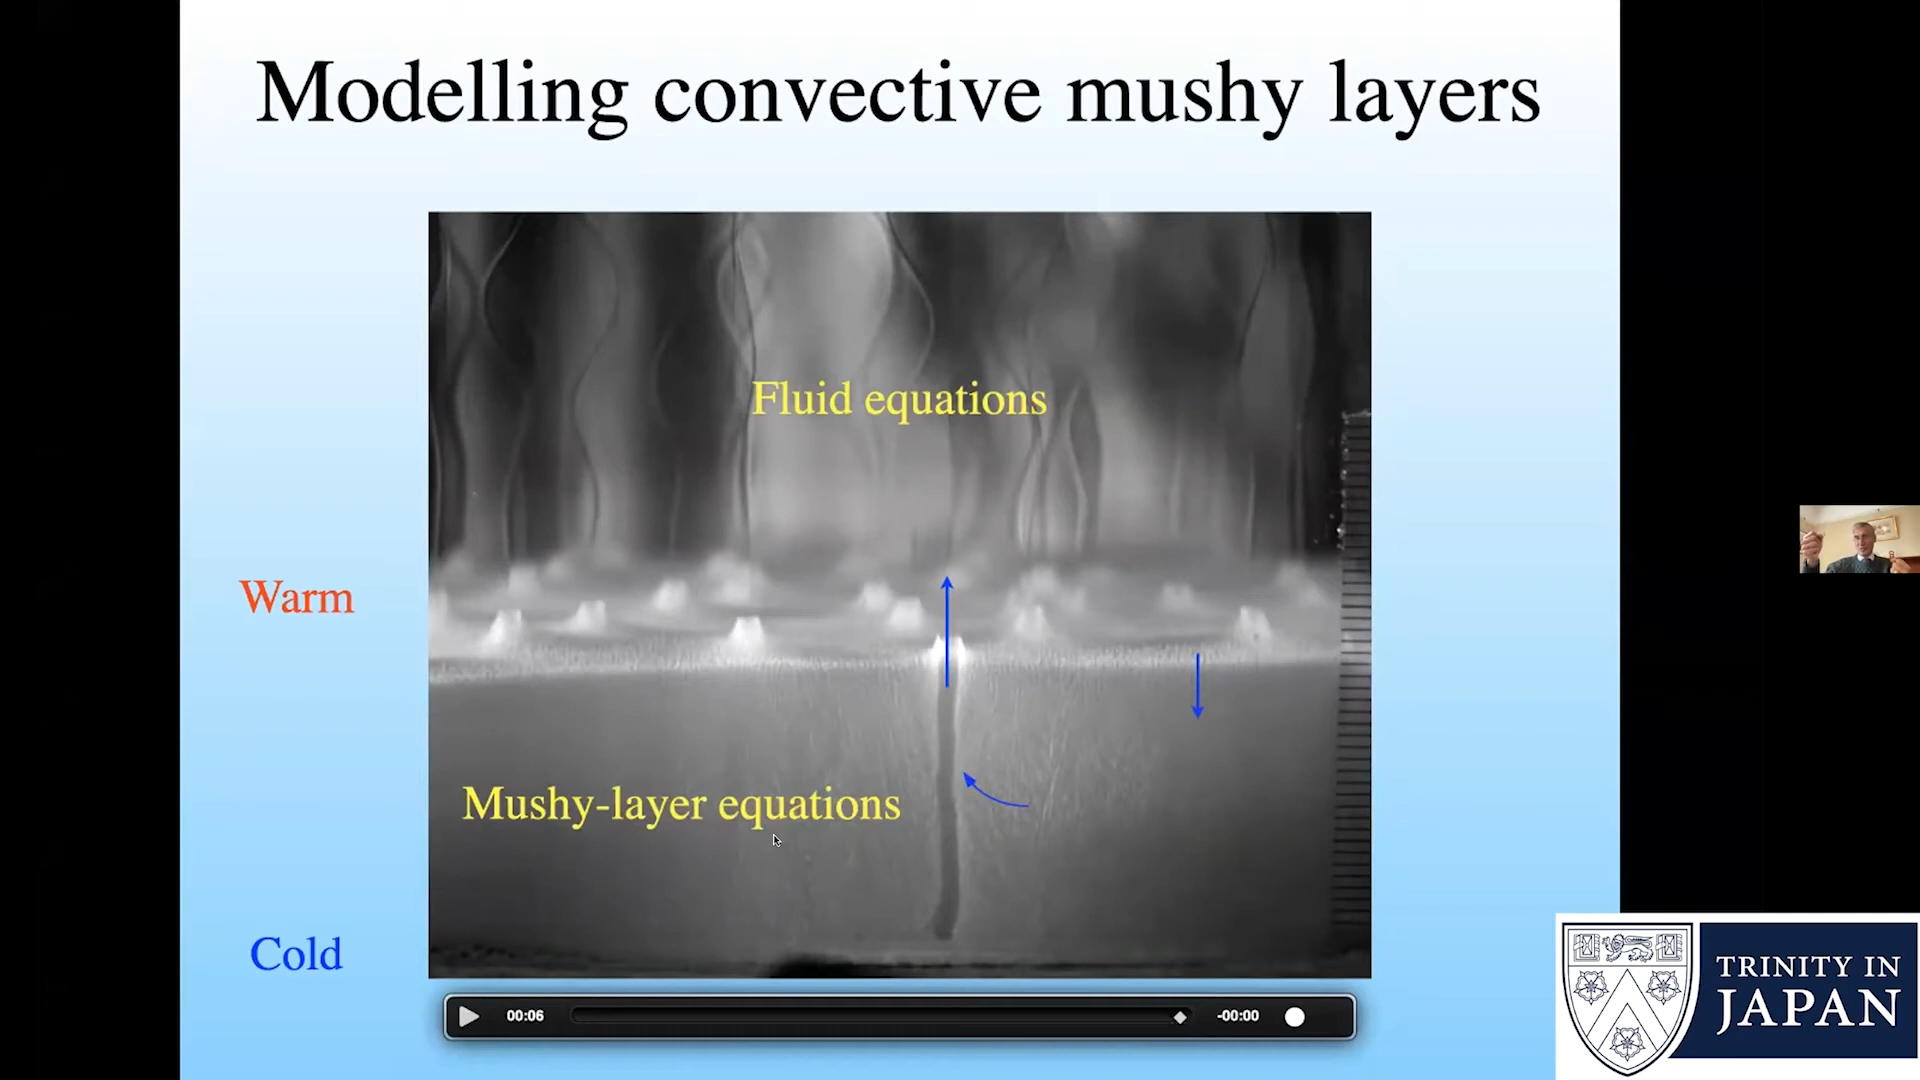 Modelling convective mushy layers
Fluid equations
Warm
Mushy-layer equations
Cold
00:06
-00:00
TRINITY IN
JAPAN